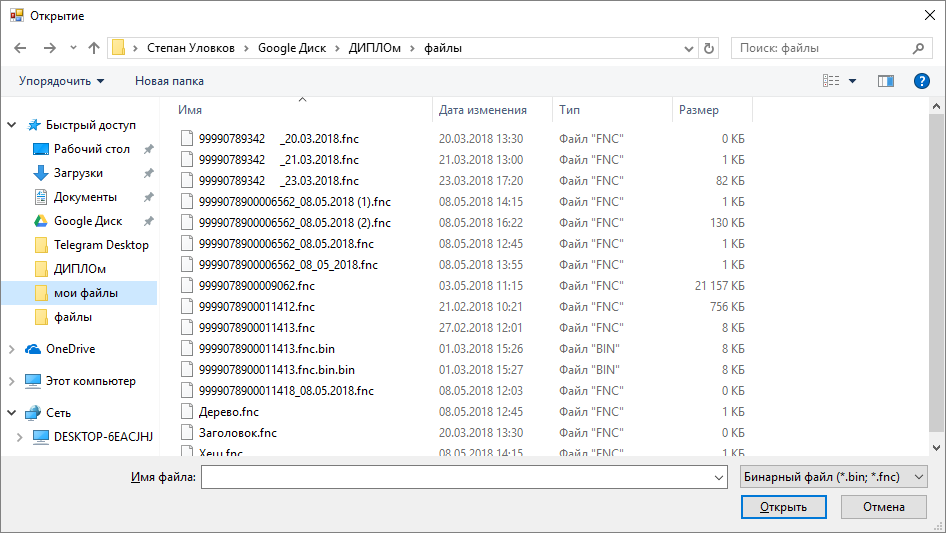 Открытие
Степан Уловков > Google Диск > ДИПЛОм > файлы
Поиск: файлы
Упорядочить
Новая папка
Имя Дата изменения Тип Размер
Быстрый доступ
Рабочий стол
Загрузки
Документы
Google Диск
Telegram Desktop
ДИПЛОм
мои файлы
файлы
OneDrive
Этот компьютер
Сеть
DESKTOP-6EACJHJ
99990789342 _20.03.2018.fnc 20.03.2018 13:30 Файл "FNC" 0 КБ
99990789342 _21.03.2018.fnc 21.03.2018 13:00 Файл "FNC" 1 КБ
99990789342 _23.03.2018.fnc 23.03.2018 17:20 Файл "FNC" 82 КБ
9999078900006562_08.05.2018 (1).fnc 08.05.2018 14:15 Файл "FNC" 1 КБ
9999078900006562_08.05.2018 (2).fnc 08.05.2018 16:22 Файл "FNC" 130 КБ
9999078900006562_08.05.2018.fnc 08.05.2018 12:45 Файл "FNC" 1 КБ
9999078900006562_08_05_2018.fnc 08.05.2018 13:55 Файл "FNC" 1 КБ
9999078900009062.fnc 03.05.2018 11:15 Файл "FNC" 21 157 КБ
9999078900011412.fnc 21.02.2018 10:21 Файл "FNC" 756 КБ
9999078900011413.fnc 27.02.2018 12:01 Файл "FNC" 8 КБ
9999078900011413.fnc.bin 01.03.2018 15:26 Файл "BIN" 8 КБ
9999078900011413.fnc.bin.bin 01.03.2018 15:27 Файл "BIN" 8 КБ
9999078900011418_08.05.2018.fnc 08.05.2018 12:03 Файл "FNC" 0 КБ
Дерево.fnc 08.05.2018 12:45 Файл "FNC" 1 КБ
Заголовок.fnc 20.03.2018 13:30 Файл "FNC" 0 КБ
Хеш.fnc 08.05.2018 14:15 Файл "FNC" 1 КБ
Имя файла:
Бинарный файл (*.bin; *.fnc)
Открыть
Отмена